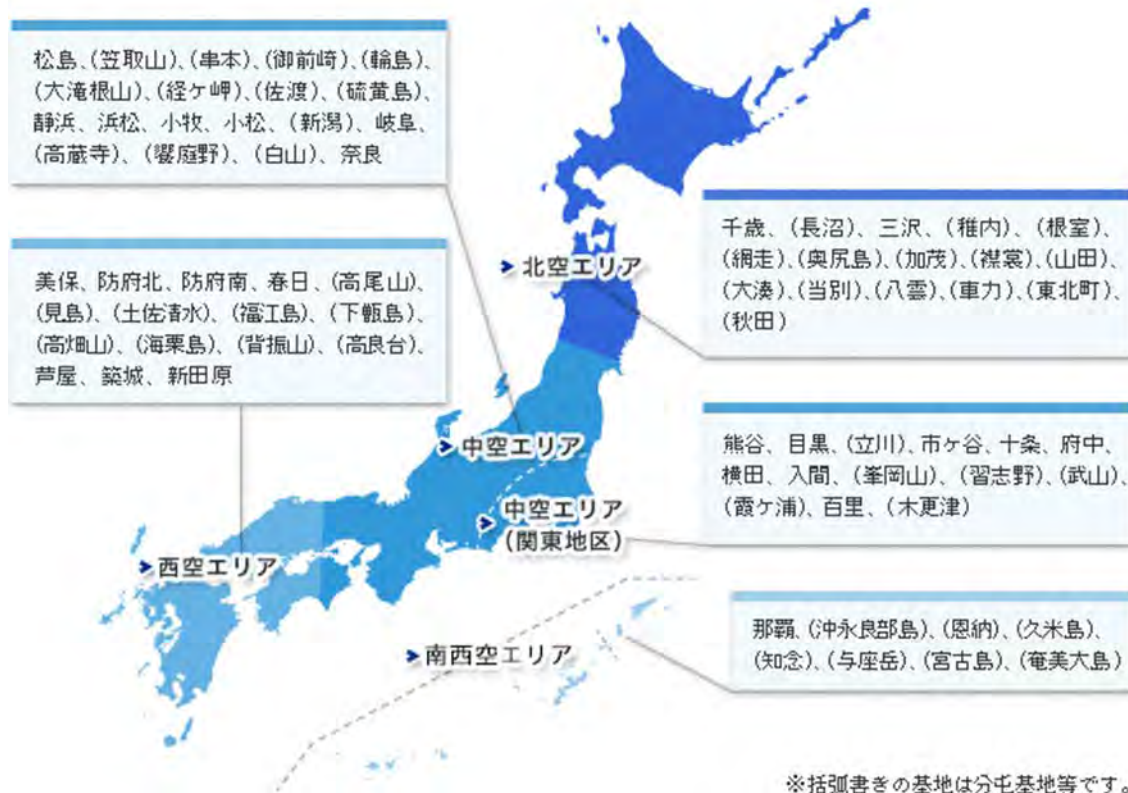 松島、(笠取山)、(串本)、(御前崎)、(輪島)、
(大滝根山)、(経ケ岬)、(佐渡)、(硫黄島)、
静浜、浜松、小牧、小松、(新潟)、岐阜、
(高蔵寺)、(饗庭野)、(白山)、奈良
美保、防府北、防府南、春日、(高尾山)、
(見島)、(土佐清水)、(福江島)、(下甑島)、
(高畑山)、(海栗島)、(背振山)、(高良台)、
芦屋、築城、新田原
千歳、(長沼)、三沢、(稚内)、(根室)、
(網走)、(奥尻島)、(加茂)、(襟裳)、(山田)、
(大湊)、(当別)、(八雲)、(車力)、(東北町)、
(秋田)
北空エリア
中空エリア
熊谷、目黒、(立川)、市ヶ谷、十条、府中、
横田、入間、(峯岡山)、(習志野)、(武山)、
(霞ケ浦)、百里、(木更津)
中空エリア
(関東地区)
西空エリア
南西空エリア
那覇、(沖永良部島)、(恩納)、(久米島)、
(知念)、(与座岳)、(宮古島)、(奄美大島)
※括弧書きの基地は分屯基地等です。